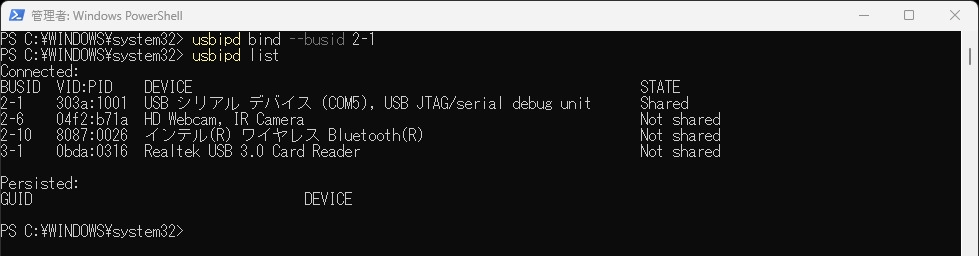 管理者: Windows PowerShell
PS C:¥WINDOWS¥system32> usbipd bind --busid 2-1
PS C:¥WINDOWS¥system32> usbipd list
Connected:
BUSID  VID:PID    DEVICE                                                        STATE
2-1    303a:1001  USB シリアル デバイス (COM5), USB JTAG/serial debug unit      Shared
2-6    04f2:b71a  HD Webcam, IR Camera                                          Not shared
2-10   8087:0026  インテル(R) ワイヤレス Bluetooth(R)                           Not shared
3-1    0bda:0316  Realtek USB 3.0 Card Reader                                   Not shared
Persisted:
GUID                                  DEVICE
PS C:¥WINDOWS¥system32>